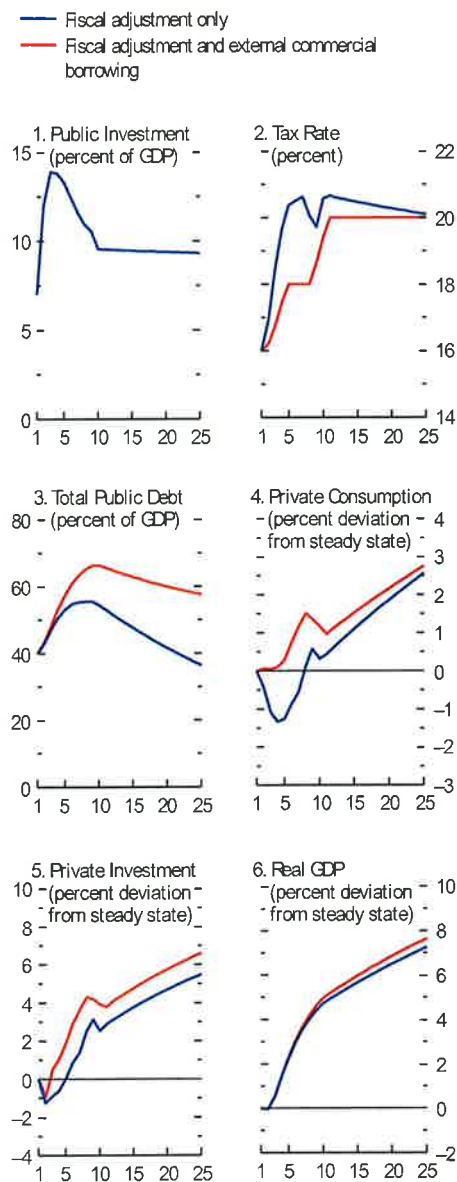 Fiscal adjustment only
Fiscal adjustment and external commercial
borrowing
1. Public Investment
(percent of GDP)
15
10
5
0
1 5 10 15 20 25
2. Tax Rate
(percent)
22
20
18
16
14
1 5 10 15 20 25
3. Total Public Debt
(percent of GDP)
80
60
40
20
0
1 5 10 15 20 25
4. Private Consumption
(percent deviation
from steady state)
4
3
2
1
0
−1
−2
−3
1 5 10 15 20 25
5. Private Investment
(percent deviation
from steady state)
10
8
6
4
2
0
−2
−4
1 5 10 15 20 25
6. Real GDP
(percent deviation
from steady state)
10
8
6
4
2
0
−2
1 5 10 15 20 25